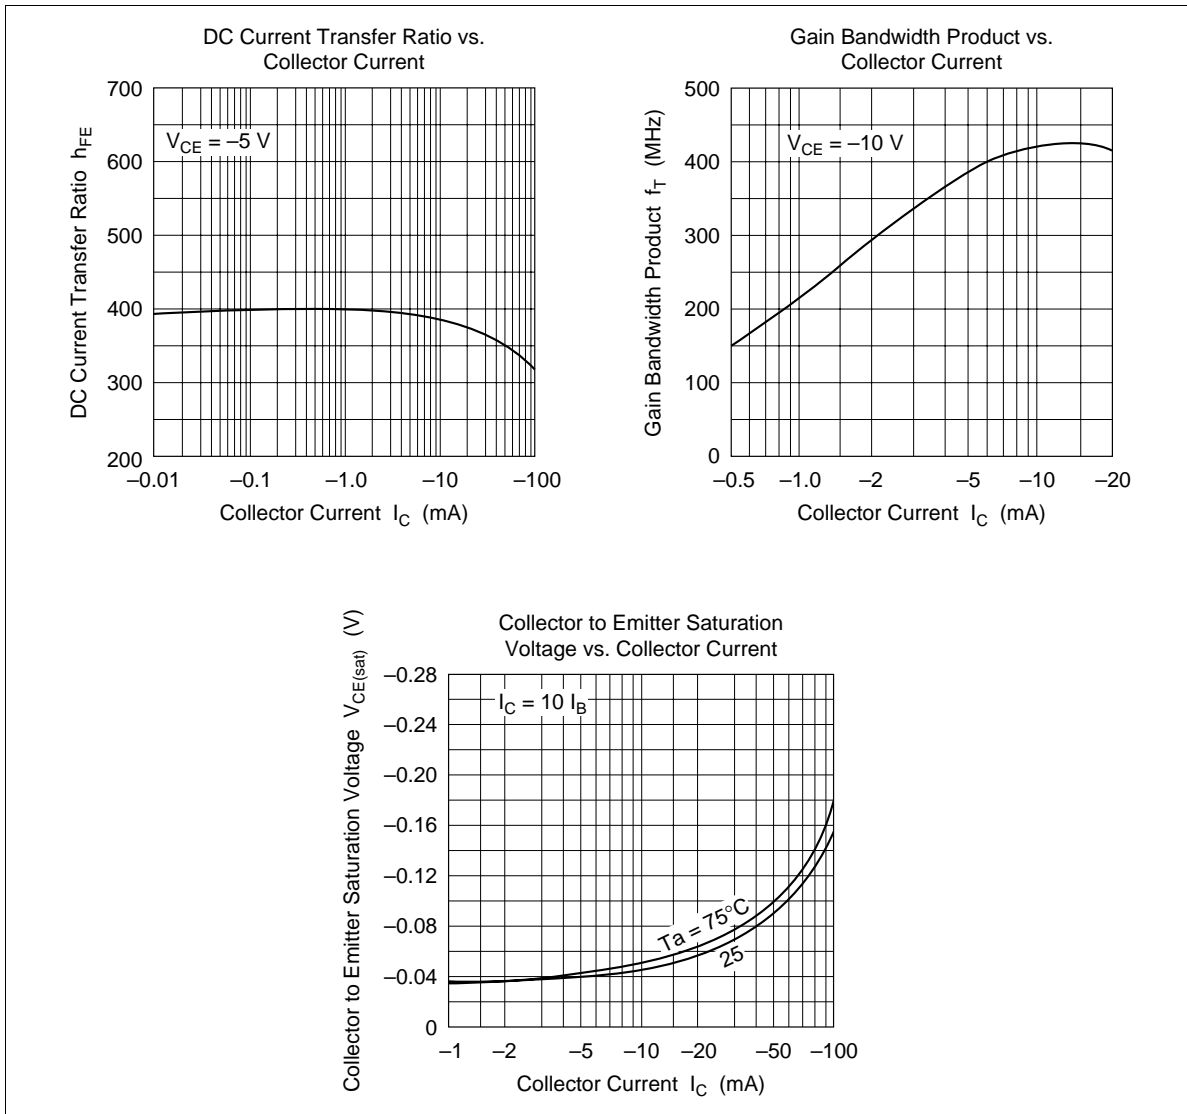 DC Current Transfer Ratio vs.
Collector Current
DC Current Transfer Ratio hFE
700
600
500
400
300
200
VCE = –5 V
–0.01 –0.1 –1.0 –10 –100
Collector Current IC (mA)
Gain Bandwidth Product vs.
Collector Current
Gain Bandwidth Product fT (MHz)
500
400
300
200
100
0
VCE = –10 V
–0.5 –1.0 –2 –5 –10 –20
Collector Current IC (mA)
Collector to Emitter Saturation
Voltage vs. Collector Current
Collector to Emitter Saturation Voltage VCE(sat) (V)
–0.28
–0.24
–0.20
–0.16
–0.12
–0.08
–0.04
0
IC = 10 IB
Ta = 75°C
25
–1 –2 –5 –10 –20 –50 –100
Collector Current IC (mA)